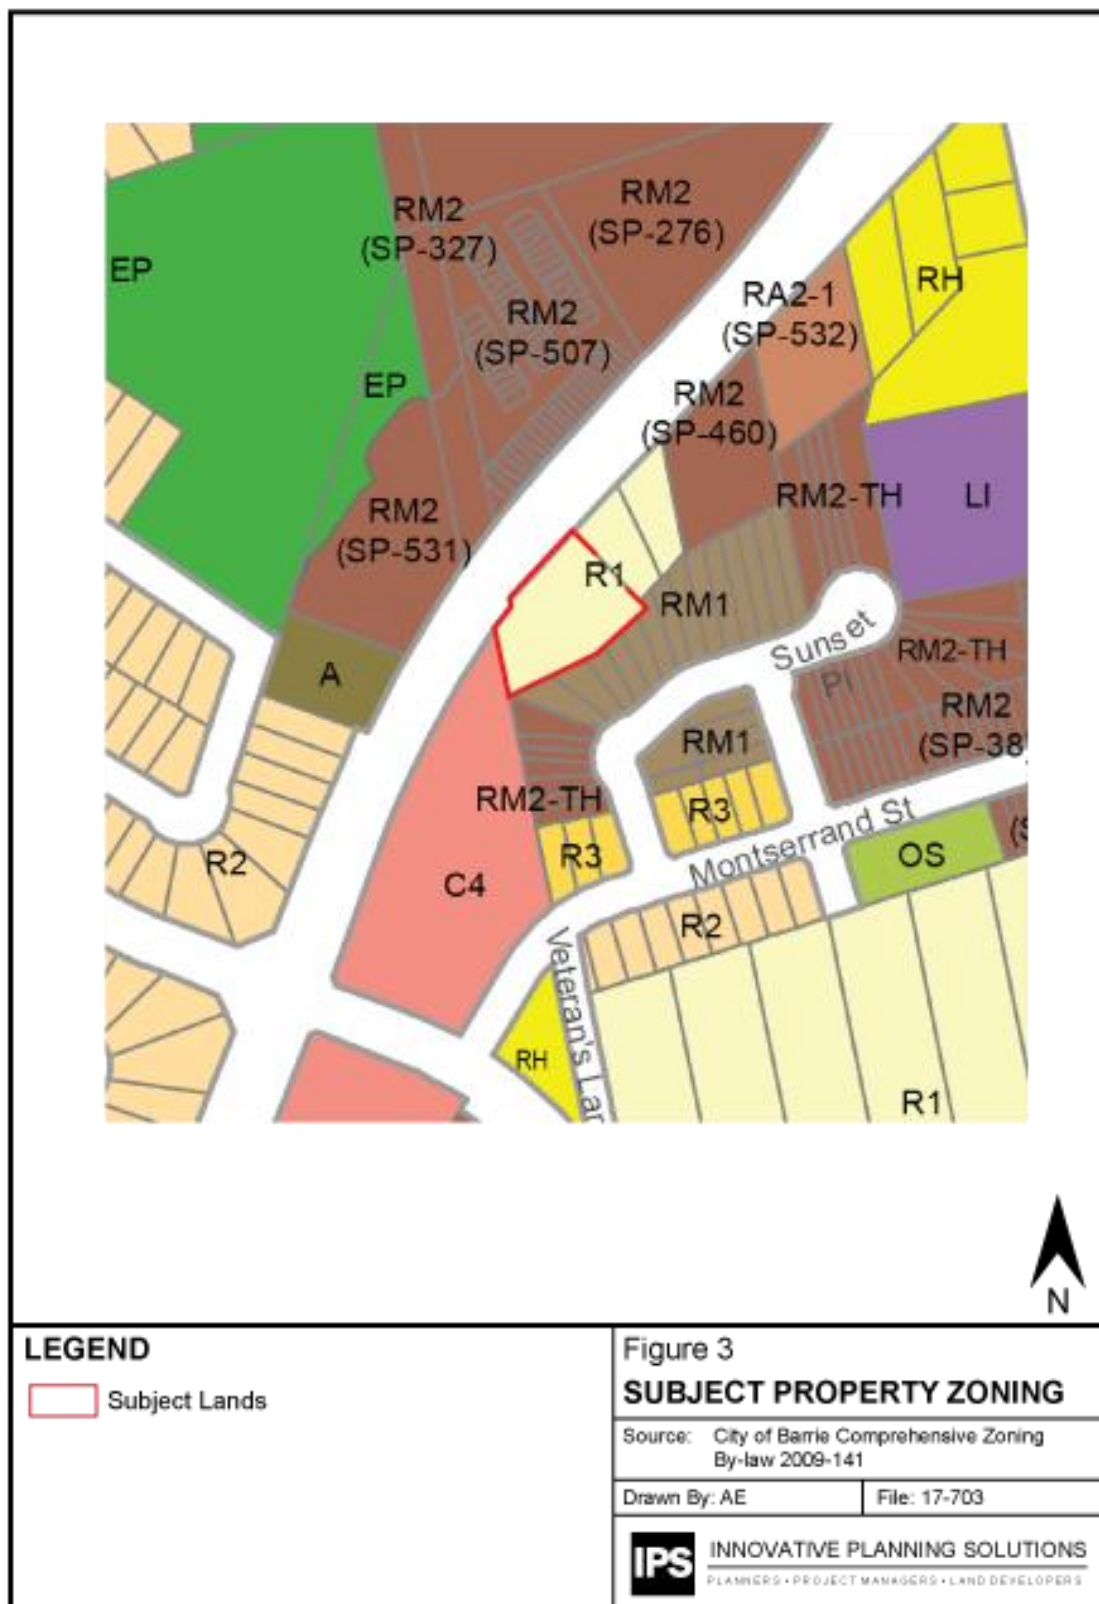 RM2
(SP-327)
RM2
(SP-276)
EP
RH
RA2-1
(SP-532)
RM2
(SP-507)
EP
RM2
(SP-460)
RM2-TH
LI
RM2
(SP-531)
R1
RM1
Sunset
Pl
RM2-TH
A
RM2
(SP-38
RM1
RM2-TH
R3
Montserrand St
R3
OS
R2
C4
R2
Veteran's Lan
RH
R1
N
LEGEND
Subject Lands
Figure 3
SUBJECT PROPERTY ZONING
Source: City of Barrie Comprehensive Zoning
By-law 2009-141
Drawn By: AE
File: 17-703
IPS
INNOVATIVE PLANNING SOLUTIONS
PLANNERS • PROJECT MANAGERS • LAND DEVELOPERS